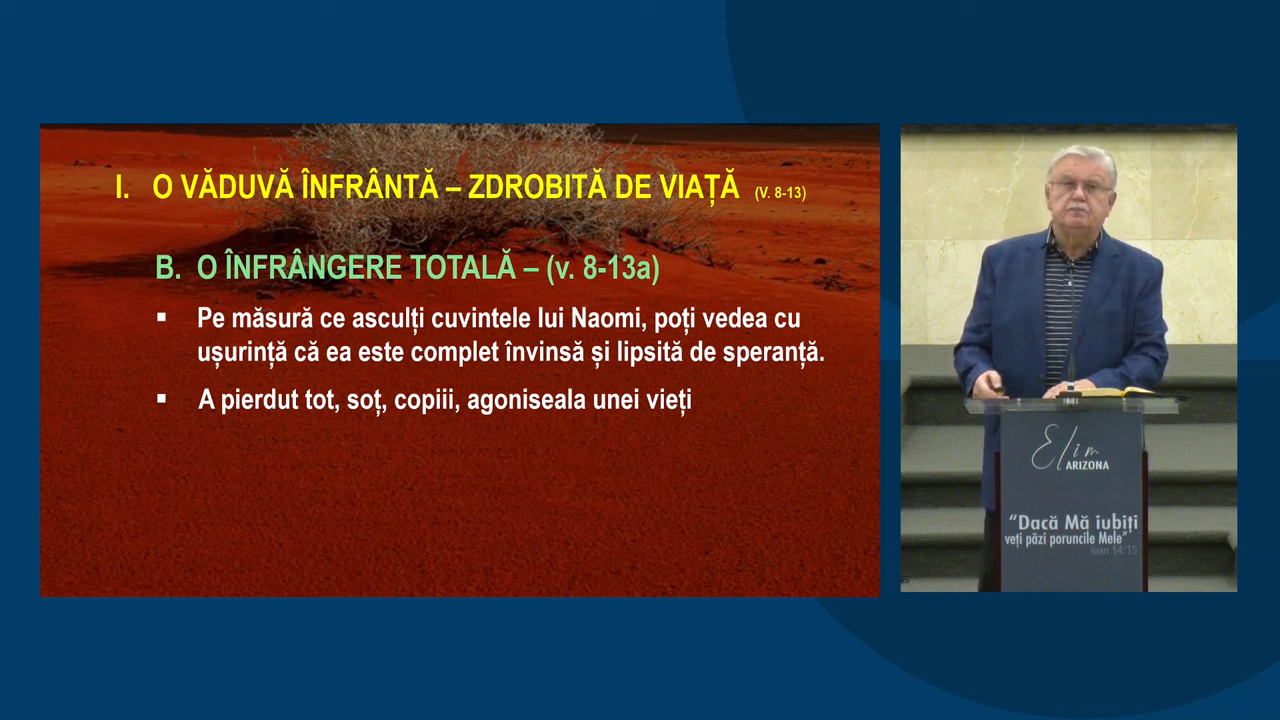 I. O VĂDUVĂ ÎNFRÂNTĂ – ZDROBITĂ DE VIAȚĂ (V. 8-13)
B. O ÎNFRÂNGERE TOTALĂ – (v. 8-13a)
▪ Pe măsură ce asculți cuvintele lui Naomi, poți vedea cu
ușurință că ea este complet învinsă și lipsită de speranță.
▪ A pierdut tot, soț, copiii, agoniseala unei vieți
Elim
ARIZONA
“Dacă Mă iubiți
veți păzi poruncile Mele”
Ioan 14:15